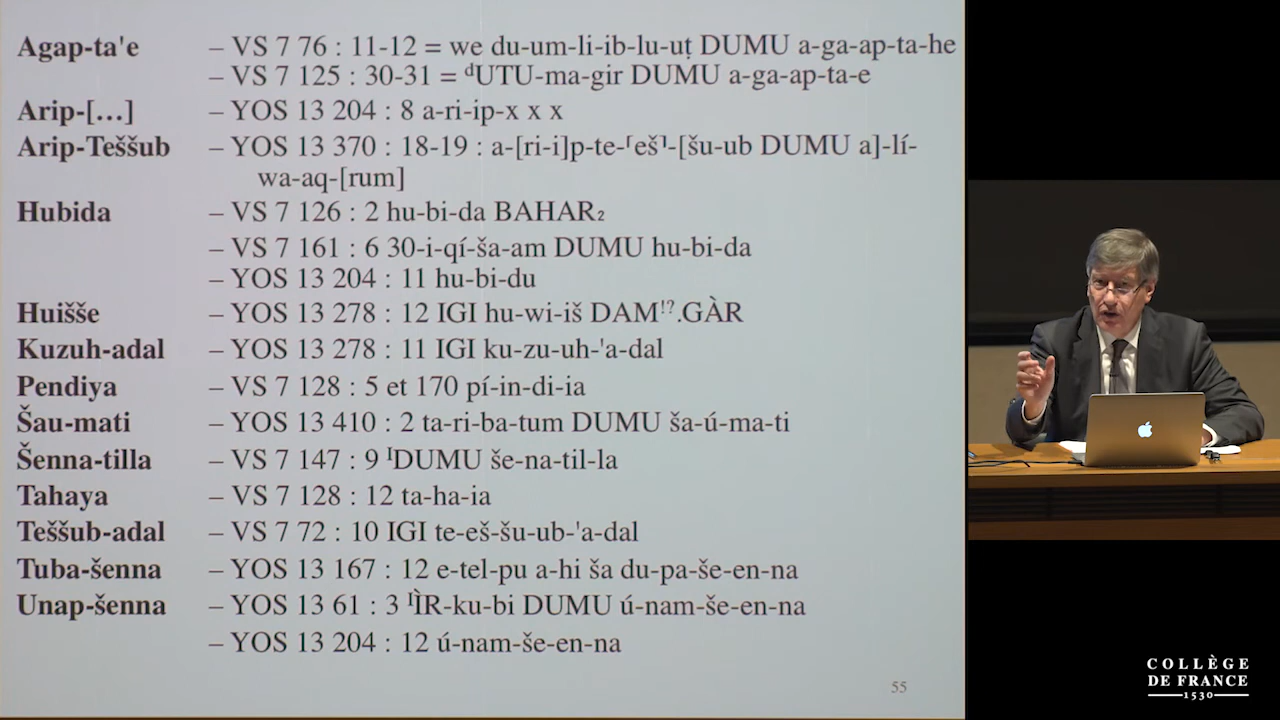 Agap-ta'e – VS 7 76 : 11-12 = we du-um-li-ib-lu-uṭ DUMU a-ga-ap-ta-he
– VS 7 125 : 30-31 = ᵈUTU-ma-gir DUMU a-ga-ap-ta-e
Arip-[…] – YOS 13 204 : 8 a-ri-ip-x x x
Arip-Teššub – YOS 13 370 : 18-19 : a-[ri-i]p-te-⸢eš⸣-[šu-ub DUMU a]-lí-
wa-aq-[rum]
Hubida – VS 7 126 : 2 hu-bi-da BAHAR₂
– VS 7 161 : 6 30-i-qí-ša-am DUMU hu-bi-da
– YOS 13 204 : 11 hu-bi-du
Huišše – YOS 13 278 : 12 IGI hu-wi-iš DAM!?.GÀR
Kuzuh-adal – YOS 13 278 : 11 IGI ku-zu-uh-'a-dal
Pendiya – VS 7 128 : 5 et 170 pí-in-di-ia
Šau-mati – YOS 13 410 : 2 ta-ri-ba-tum DUMU ša-ú-ma-ti
Šenna-tilla – VS 7 147 : 9 ᴵDUMU še-na-til-la
Tahaya – VS 7 128 : 12 ta-ha-ia
Teššub-adal – VS 7 72 : 10 IGI te-eš-šu-ub-'a-dal
Tuba-šenna – YOS 13 167 : 12 e-tel-pu a-hi ša du-pa-še-en-na
Unap-šenna – YOS 13 61 : 3 ᴵÌR-ku-bi DUMU ú-nam-še-en-na
– YOS 13 204 : 12 ú-nam-še-en-na
55
COLLÈGE
DE FRANCE
1530